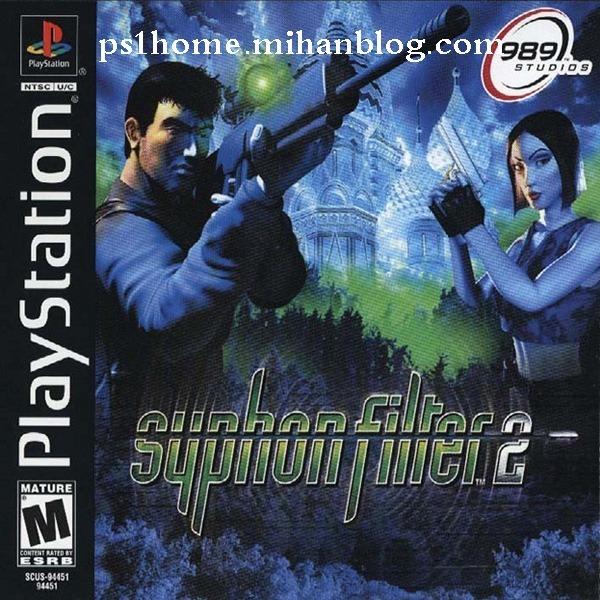 ps1home.mihanblog.com
PlayStation
NTSC U/C
PlayStation
989
STUDIOS
syphon filter 2
TM
MATURE
M
CONTENT RATED BY
ESRB
SCUS-94451
94451